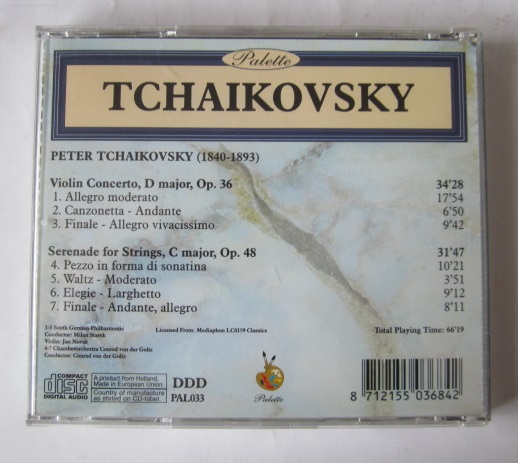 Palette
TCHAIKOVSKY
PETER TCHAIKOVSKY (1840-1893)
Violin Concerto, D major, Op. 36 34'28
1. Allegro moderato 17'54
2. Canzonetta - Andante 6'50
3. Finale - Allegro vivacissimo 9'42
Serenade for Strings, C major, Op. 48 31'47
4. Pezzo in forma di sonatina 10'21
5. Waltz - Moderato 3'51
6. Elegie - Larghetto 9'12
7. Finale - Andante, allegro 8'11
1-3 South German Philharmonic Licensed From: Mediaphon LC0159 Classics Total Playing Time: 66'19
Conductor: Milan
Violin: Jan Novak
4-7 Chamberorchestra Conrad von der Goltz
Conductor: Conrad von der Goltz
COMPACT
disc
DIGITAL AUDIO
A product from Holland,
Made in European Union.
Country of manufacture
as stated on CD-label.
DDD
PAL033
Palette
8 712155 036842